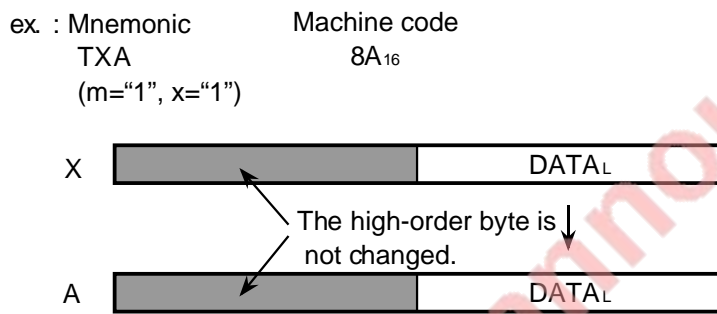 ex. : Mnemonic Machine code
TXA 8A16
(m=“1”, x=“1”)
X DATAL
The high-order byte is
not changed.
A DATAL